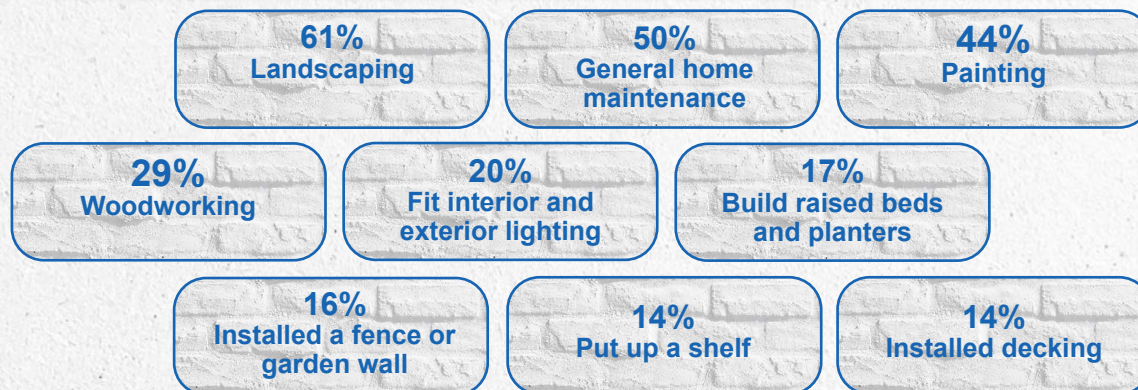 61%
Landscaping
50%
General home
maintenance
44%
Painting
29%
Woodworking
20%
Fit interior and
exterior lighting
17%
Build raised beds
and planters
16%
Installed a fence or
garden wall
14%
Put up a shelf
14%
Installed decking